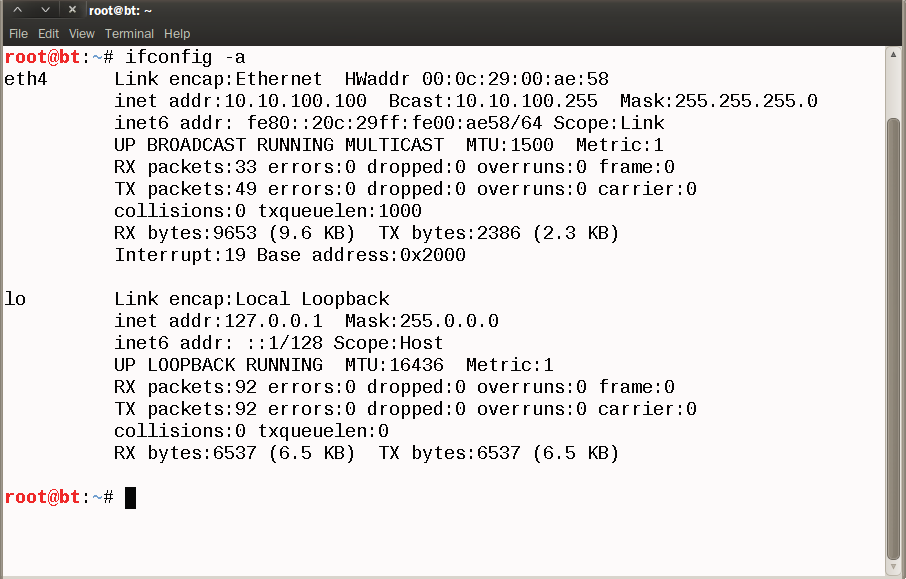 root@bt: ~
File Edit View Terminal Help
root@bt:~# ifconfig -a
eth4      Link encap:Ethernet  HWaddr 00:0c:29:00:ae:58
          inet addr:10.10.100.100  Bcast:10.10.100.255  Mask:255.255.255.0
          inet6 addr: fe80::20c:29ff:fe00:ae58/64 Scope:Link
          UP BROADCAST RUNNING MULTICAST  MTU:1500  Metric:1
          RX packets:33 errors:0 dropped:0 overruns:0 frame:0
          TX packets:49 errors:0 dropped:0 overruns:0 carrier:0
          collisions:0 txqueuelen:1000
          RX bytes:9653 (9.6 KB)  TX bytes:2386 (2.3 KB)
          Interrupt:19 Base address:0x2000

lo        Link encap:Local Loopback
          inet addr:127.0.0.1  Mask:255.0.0.0
          inet6 addr: ::1/128 Scope:Host
          UP LOOPBACK RUNNING  MTU:16436  Metric:1
          RX packets:92 errors:0 dropped:0 overruns:0 frame:0
          TX packets:92 errors:0 dropped:0 overruns:0 carrier:0
          collisions:0 txqueuelen:0
          RX bytes:6537 (6.5 KB)  TX bytes:6537 (6.5 KB)

root@bt:~#